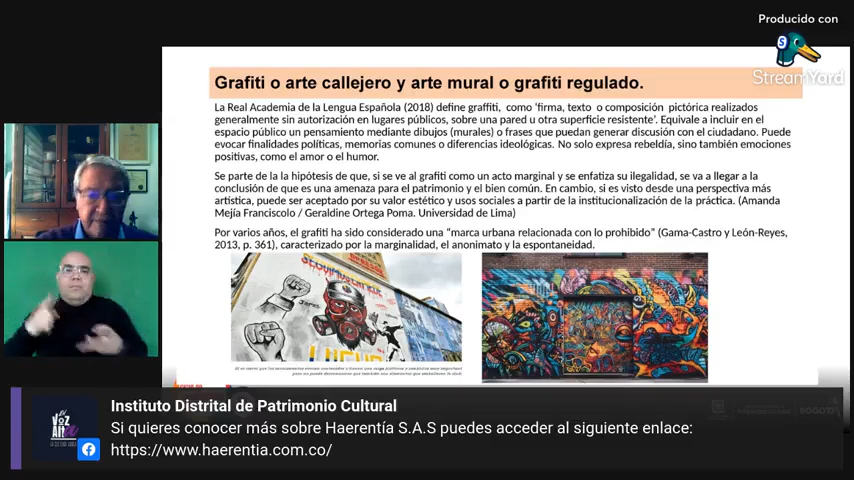 Producido con
StreamYard
Grafiti o arte callejero y arte mural o grafiti regulado.
La Real Academia de la Lengua Española (2018) define graffiti, como ‘firma, texto o composición pictórica realizados
generalmente sin autorización en lugares públicos, sobre una pared u otra superficie resistente’. Equivale a incluir en el
espacio público un pensamiento mediante dibujos (murales) o frases que puedan generar discusión con el ciudadano. Puede
evocar finalidades políticas, memorias comunes o diferencias ideológicas. No solo expresa rebeldía, sino también emociones
positivas, como el amor o el humor.
Se parte de la la hipótesis de que, si se ve al grafiti como un acto marginal y se enfatiza su ilegalidad, se va a llegar a la
conclusión de que es una amenaza para el patrimonio y el bien común. En cambio, si es visto desde una perspectiva más
artística, puede ser aceptado por su valor estético y usos sociales a partir de la institucionalización de la práctica. (Amanda
Mejía Franciscolo / Geraldine Ortega Poma. Universidad de Lima)
Por varios años, el grafiti ha sido considerado una “marca urbana relacionada con lo prohibido” (Gama-Castro y León-Reyes,
2013, p. 361), caracterizado por la marginalidad, el anonimato y la espontaneidad.
EN
VOZ
Alta
Instituto Distrital de Patrimonio Cultural
Si quieres conocer más sobre Haerentía S.A.S puedes acceder al siguiente enlace:
https://www.haerentia.com.co/
BOGOTÁ